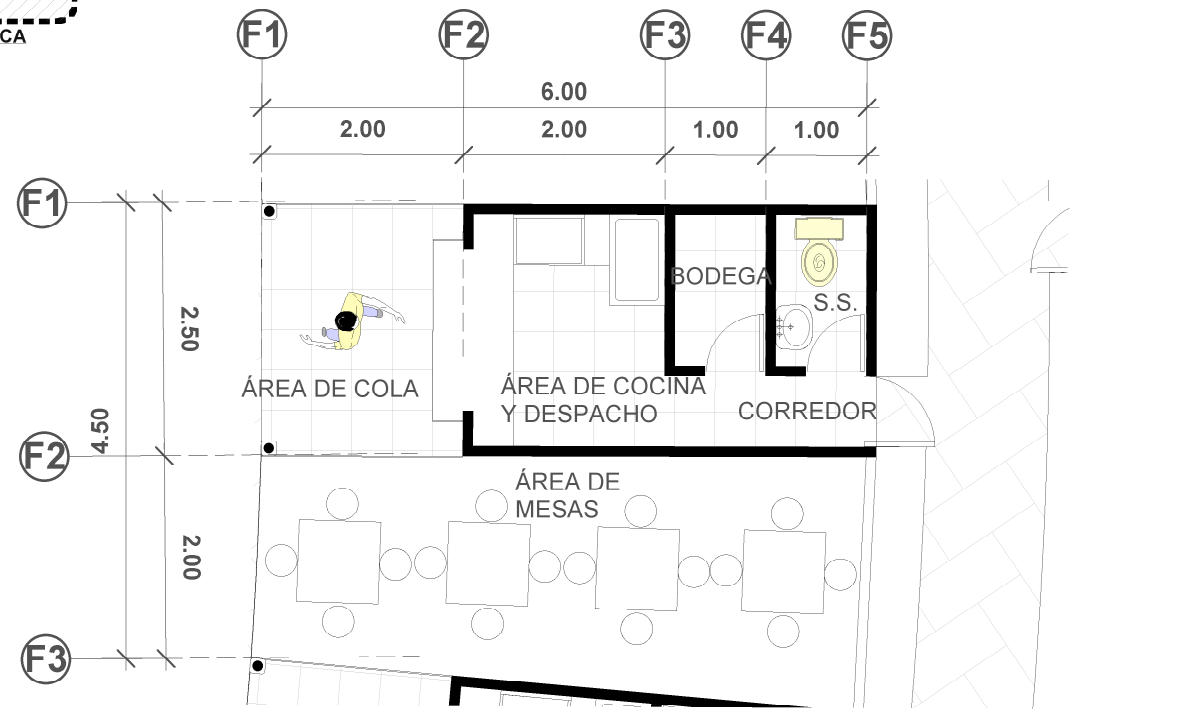 CA
F1
F2
F3
F4
F5
6.00
2.00
2.00
1.00
1.00
F1
BODEGA
S.S.
2.50
ÁREA DE COLA
ÁREA DE COCINA
Y DESPACHO
CORREDOR
4.50
F2
ÁREA DE
MESAS
2.00
F3